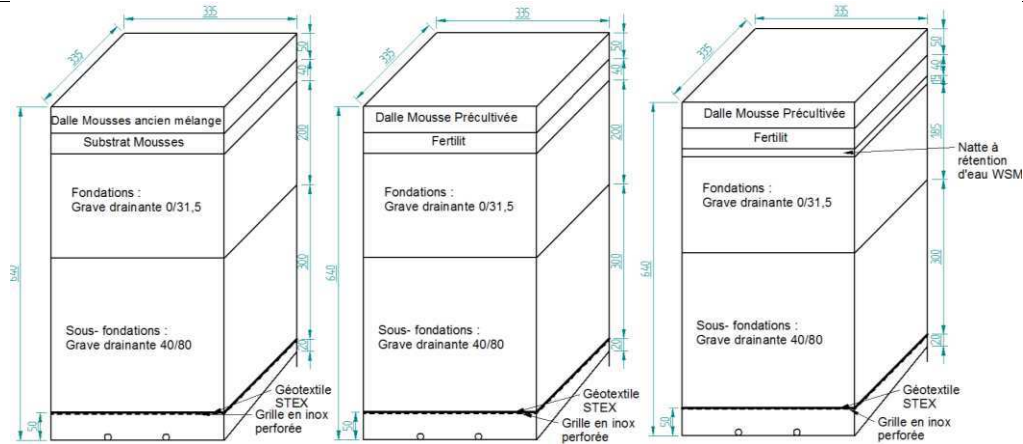 335
335
50
40
200
300
(20)
640
50
Dalle Mousses ancien mélange
Substrat Mousses
Fondations :
Grave drainante 0/31,5
Sous- fondations :
Grave drainante 40/80
Géotextile
STEX
Grille en inox
perforée
335
335
50
40
200
300
(20)
640
50
Dalle Mousse Précultivée
Fertilit
Fondations :
Grave drainante 0/31,5
Sous- fondations :
Grave drainante 40/80
Géotextile
STEX
Grille en inox
perforée
335
335
50
40
185
300
(20)
640
50
Dalle Mousse Précultivée
Fertilit
Natte à
rétention
d'eau WSM
Fondations :
Grave drainante 0/31,5
Sous- fondations :
Grave drainante 40/80
Géotextile
STEX
Grille en inox
perforée